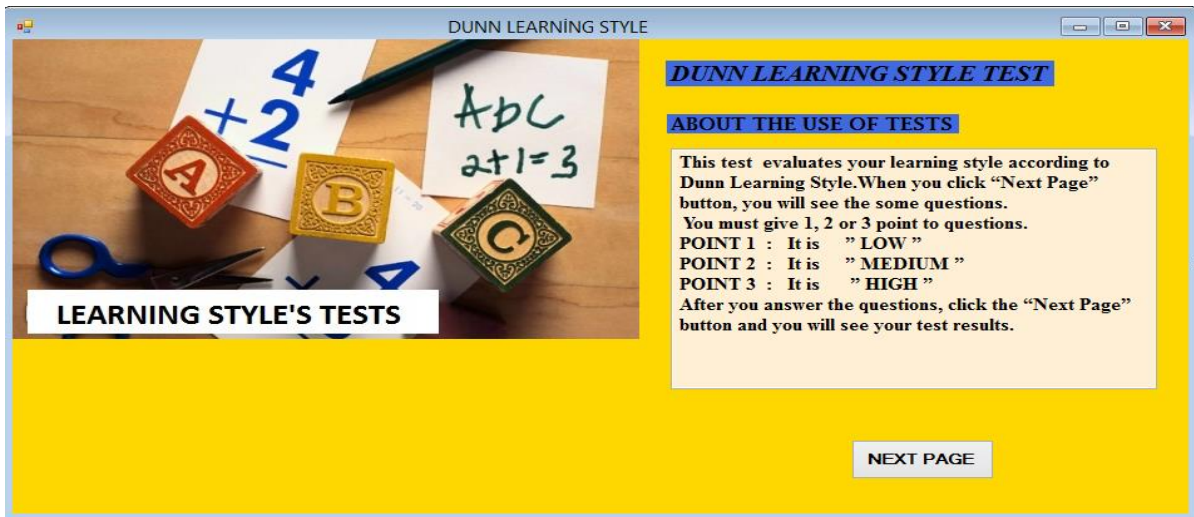 DUNN LEARNİNG STYLE
4
+2
AbC
2+1=3
A
B
C
4
LEARNING STYLE'S TESTS
DUNN LEARNING STYLE TEST
ABOUT THE USE OF TESTS
This test evaluates your learning style according to
Dunn Learning Style.When you click “Next Page”
button, you will see the some questions.
You must give 1, 2 or 3 point to questions.
POINT 1 : It is ” LOW ”
POINT 2 : It is ” MEDIUM ”
POINT 3 : It is ” HIGH ”
After you answer the questions, click the “Next Page”
button and you will see your test results.
NEXT PAGE